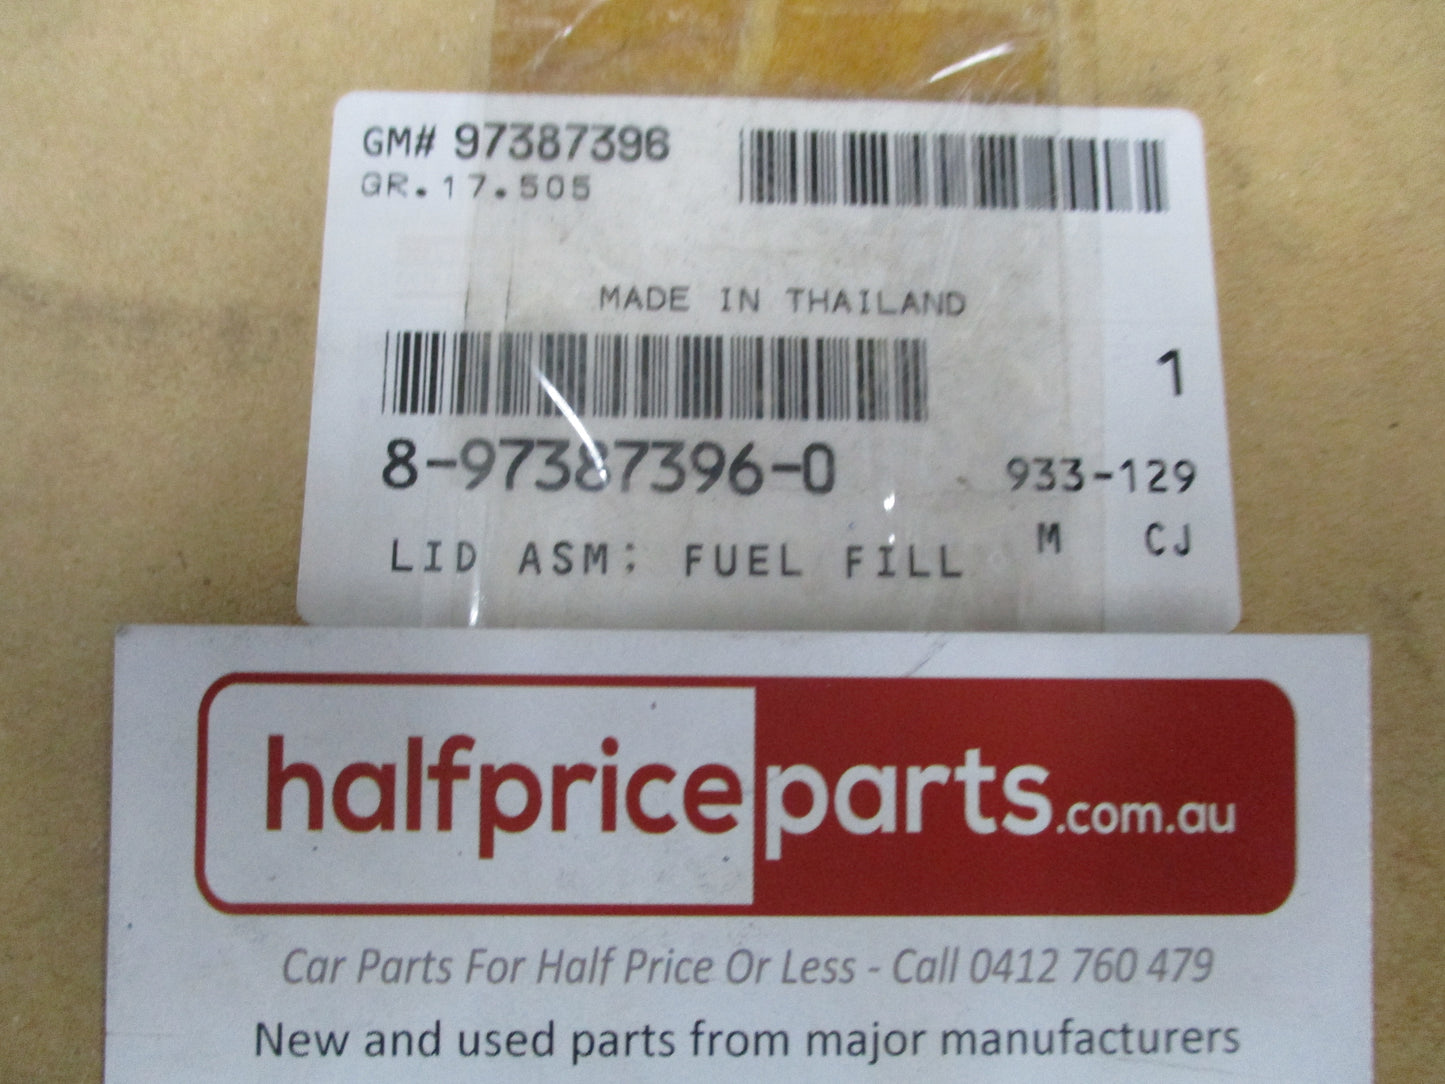 GM# 97387396
GR.17.505
MADE IN THAILAND
1
8-97387396-0
933-129
LID ASM; FUEL FILL
M CJ
halfpriceparts.com.au
Car Parts For Half Price Or Less - Call 0412 760 479
New and used parts from major manufacturers